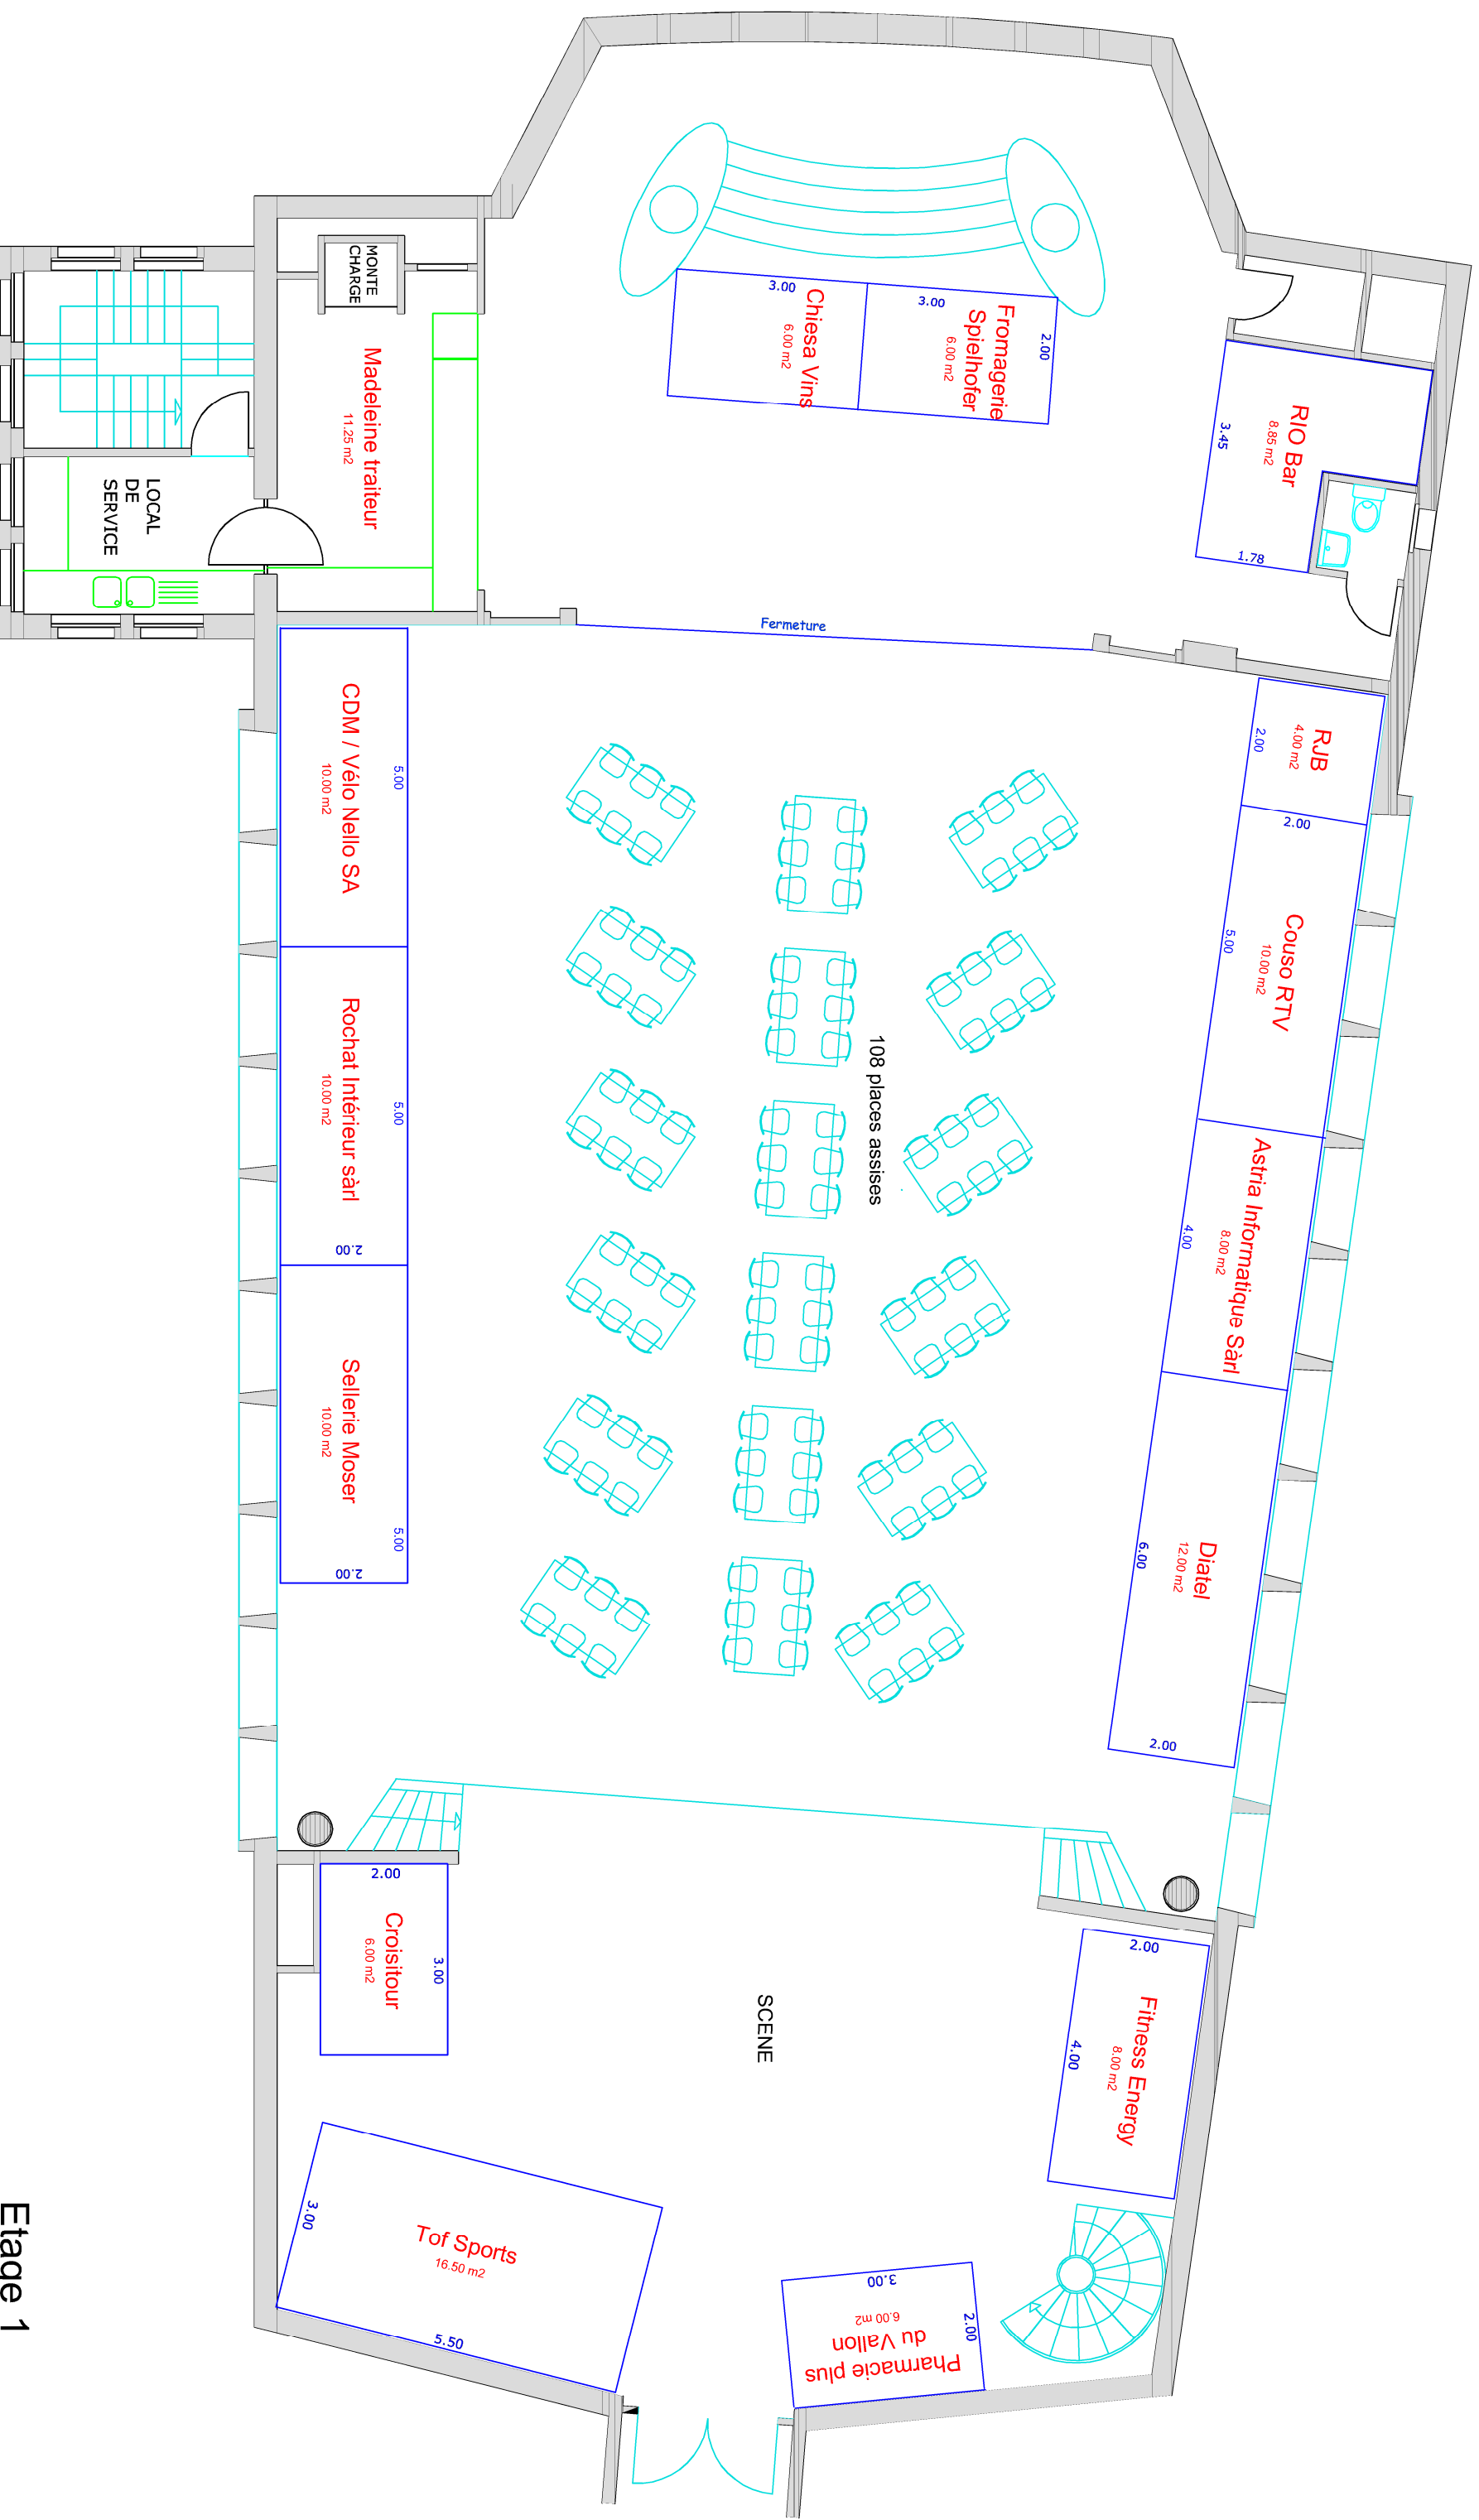 MONTE
CHARGE
Madeleine traiteur
11.25 m2
LOCAL
DE
SERVICE
3.00
Chiesa Vins
6.00 m2
3.00
Fromagerie
Spielhofer
6.00 m2
2.00
RIO Bar
8.85 m2
3.45
1.78
Fermeture
CDM / Vélo Nello SA
10.00 m2
5.00
Rochat Intérieur sàrl
10.00 m2
5.00
2.00
Sellerie Moser
10.00 m2
5.00
2.00
108 places assises
RJB
4.00 m2
2.00
2.00
Couso RTV
10.00 m2
5.00
Astria Informatique Sàrl
8.00 m2
4.00
Diatel
12.00 m2
6.00
2.00
2.00
Croisitour
6.00 m2
3.00
SCENE
2.00
Fitness Energy
8.00 m2
4.00
Tof Sports
16.50 m2
3.00
5.50
Pharmacie plus
du Vallon
6.00 m2
3.00
2.00
Etage 1